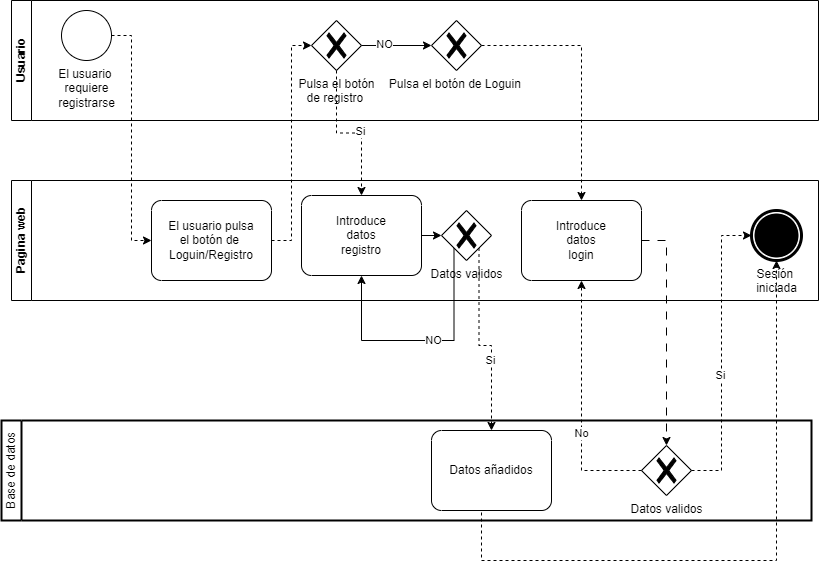 Usuario
El usuario
requiere
registrarse
Pulsa el botón
de registro
NO
Pulsa el botón de Loguin
Si
Pagina web
El usuario pulsa
el botón de
Loguin/Registro
Introduce
datos
registro
Datos validos
NO
Si
Introduce
datos
login
Sesión
iniciada
Si
No
Base de datos
Datos añadidos
Datos validos